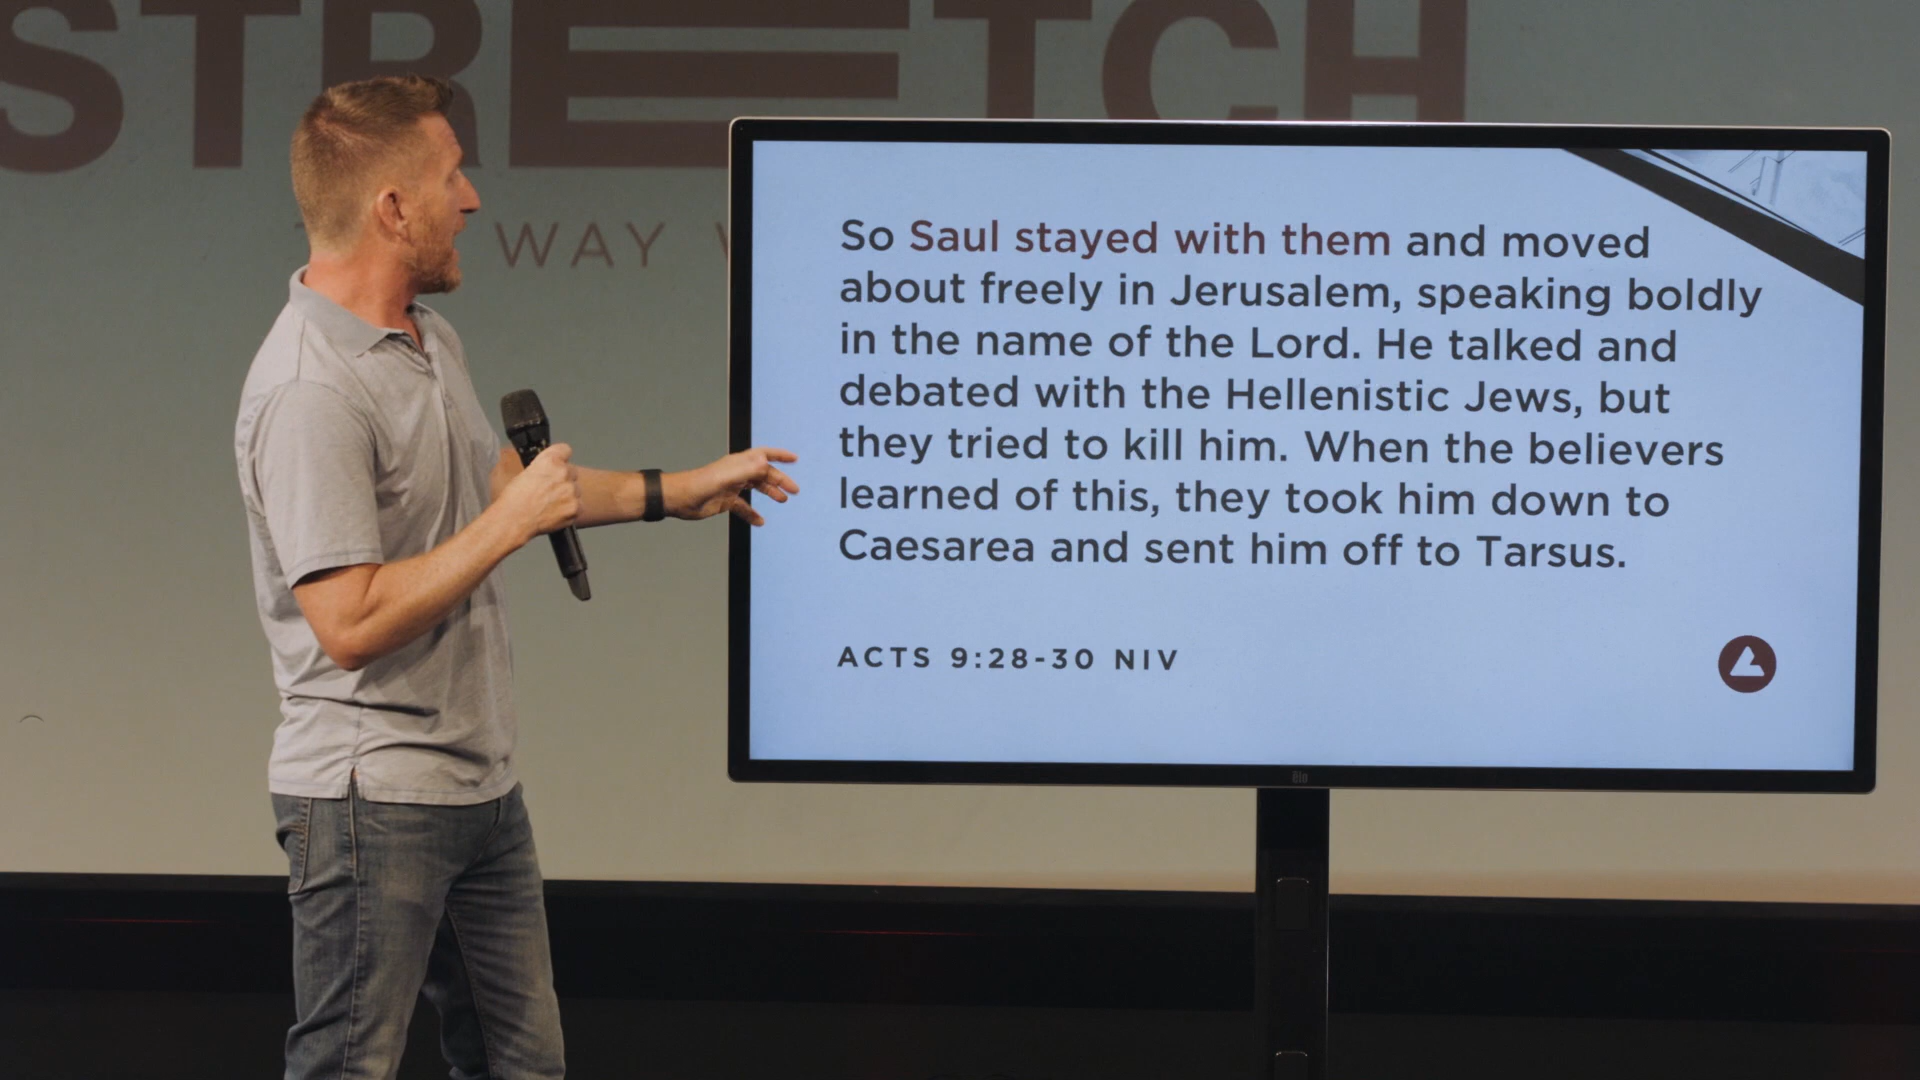 STRETCH
WAY
So Saul stayed with them and moved
about freely in Jerusalem, speaking boldly
in the name of the Lord. He talked and
debated with the Hellenistic Jews, but
they tried to kill him. When the believers
learned of this, they took him down to
Caesarea and sent him off to Tarsus.
ACTS 9:28-30 NIV
elo